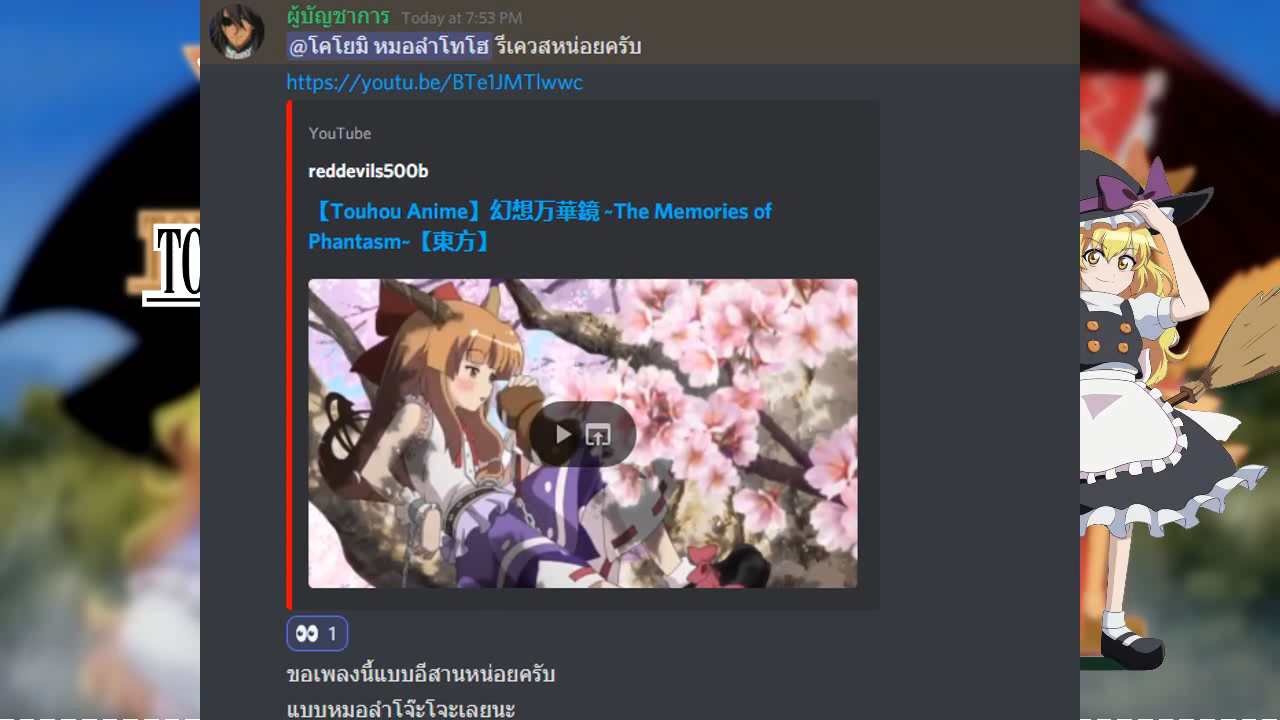 ผู้บัญชาการ Today at 7:53 PM
@โคโยมิ หมอลำโทโฮ รีเควสหน่อยครับ
https://youtu.be/BTe1JMTlwwc
YouTube
reddevils500b
【Touhou Anime】幻想万華鏡 ~The Memories of
Phantasm~【東方】
TO
👀 1
ขอเพลงนี้แบบอีสานหน่อยครับ
แบบหมอลำโจ๊ะโจะเลยนะ